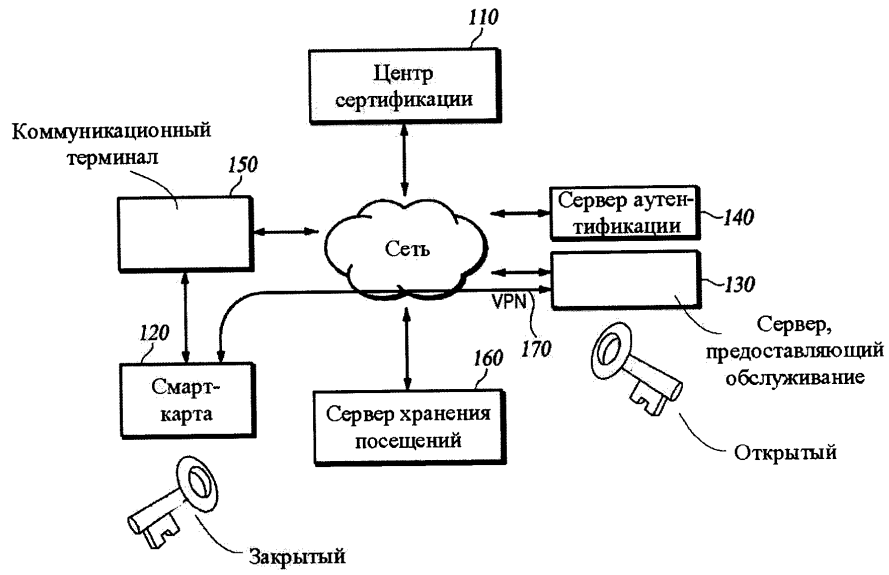 110
Центр
сертификации
Коммуникационный
терминал
150
Сеть
Сервер аутен-
тификации
140
130
VPN
170
Сервер,
предоставляющий
обслуживание
120
Смарт-
карта
160
Сервер хранения
посещений
Открытый
Закрытый